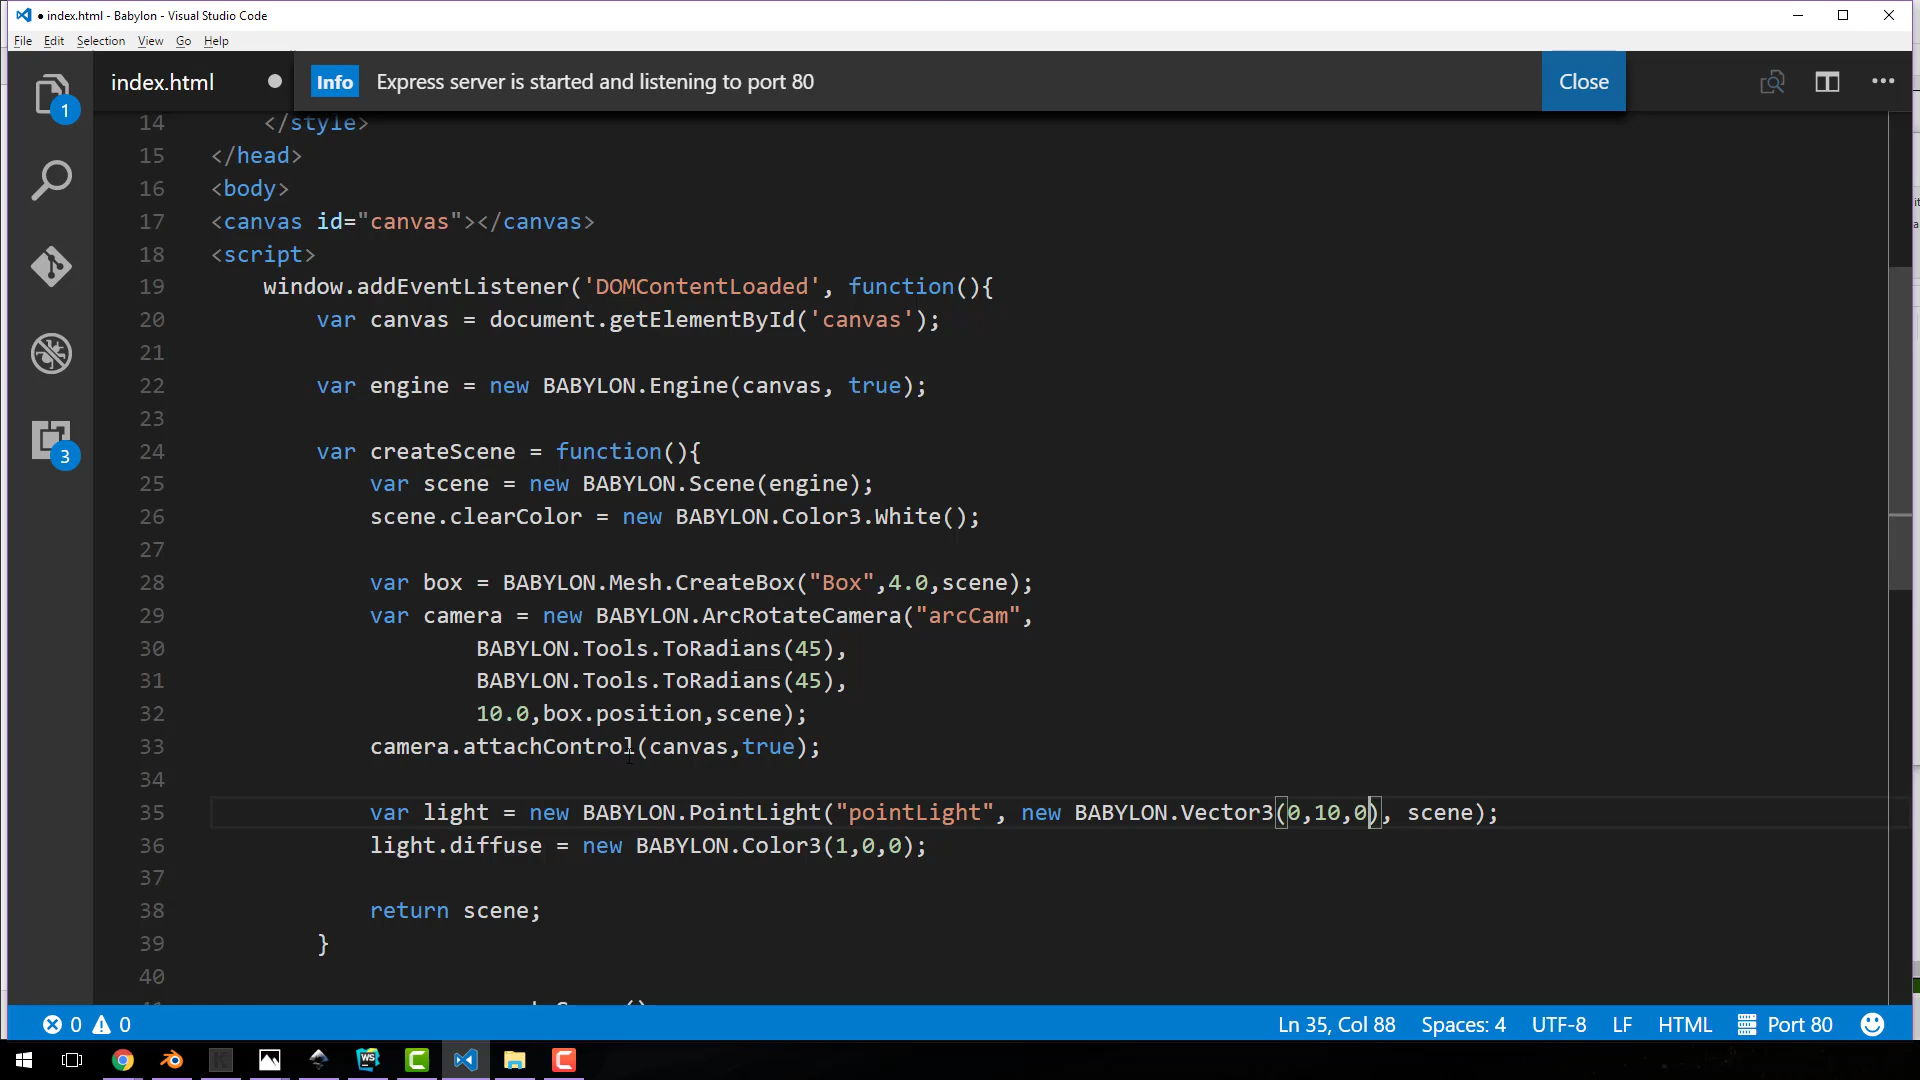 index.html - Babylon - Visual Studio Code
File Edit Selection View Go Help
index.html
Info Express server is started and listening to port 80
Close
1
3
14 </style>
15 </head>
16 <body>
17 <canvas id="canvas"></canvas>
18 <script>
19 window.addEventListener('DOMContentLoaded', function(){
20 var canvas = document.getElementById('canvas');
21
22 var engine = new BABYLON.Engine(canvas, true);
23
24 var createScene = function(){
25 var scene = new BABYLON.Scene(engine);
26 scene.clearColor = new BABYLON.Color3.White();
27
28 var box = BABYLON.Mesh.CreateBox("Box",4.0,scene);
29 var camera = new BABYLON.ArcRotateCamera("arcCam",
30 BABYLON.Tools.ToRadians(45),
31 BABYLON.Tools.ToRadians(45),
32 10.0,box.position,scene);
33 camera.attachControl(canvas,true);
34
35 var light = new BABYLON.PointLight("pointLight", new BABYLON.Vector3(0,10,0), scene);
36 light.diffuse = new BABYLON.Color3(1,0,0);
37
38 return scene;
39 }
40
0 0
Ln 35, Col 88 Spaces: 4 UTF-8 LF HTML Port 80
WS